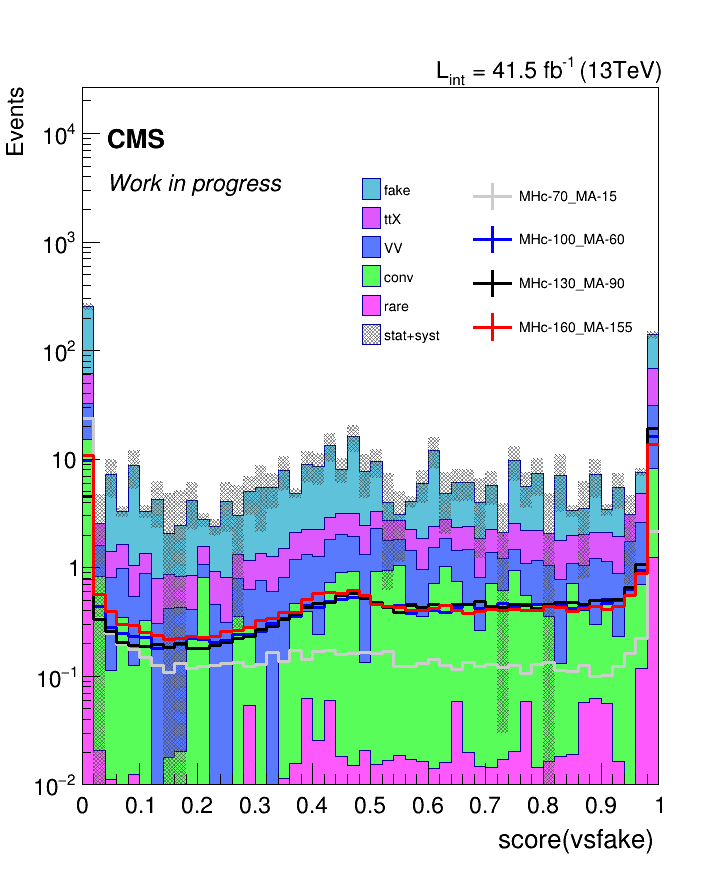 L_int = 41.5 fb^-1 (13TeV)
Events
CMS
Work in progress
fake
ttX
VV
conv
rare
stat+syst
MHc-70_MA-15
MHc-100_MA-60
MHc-130_MA-90
MHc-160_MA-155
10^4
10^3
10^2
10
1
10^−1
10^−2
0 0.1 0.2 0.3 0.4 0.5 0.6 0.7 0.8 0.9 1
score(vsfake)